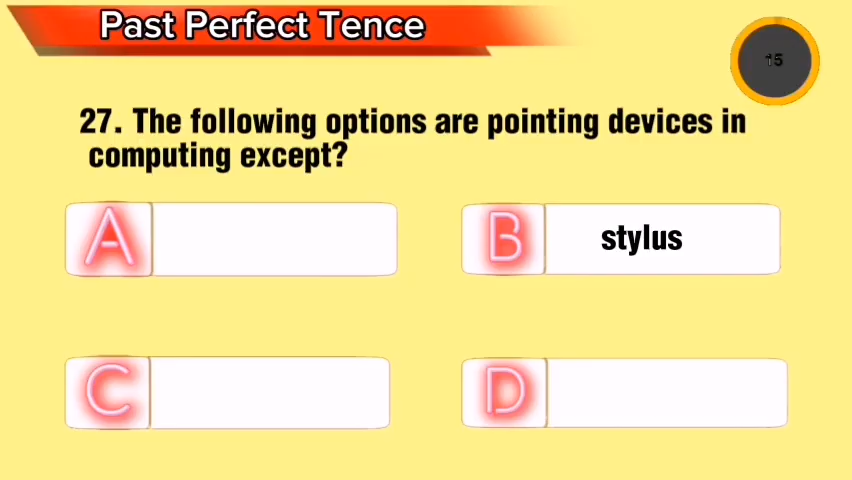 Past Perfect Tence
15
27. The following options are pointing devices in
computing except?
A
B stylus
C
D